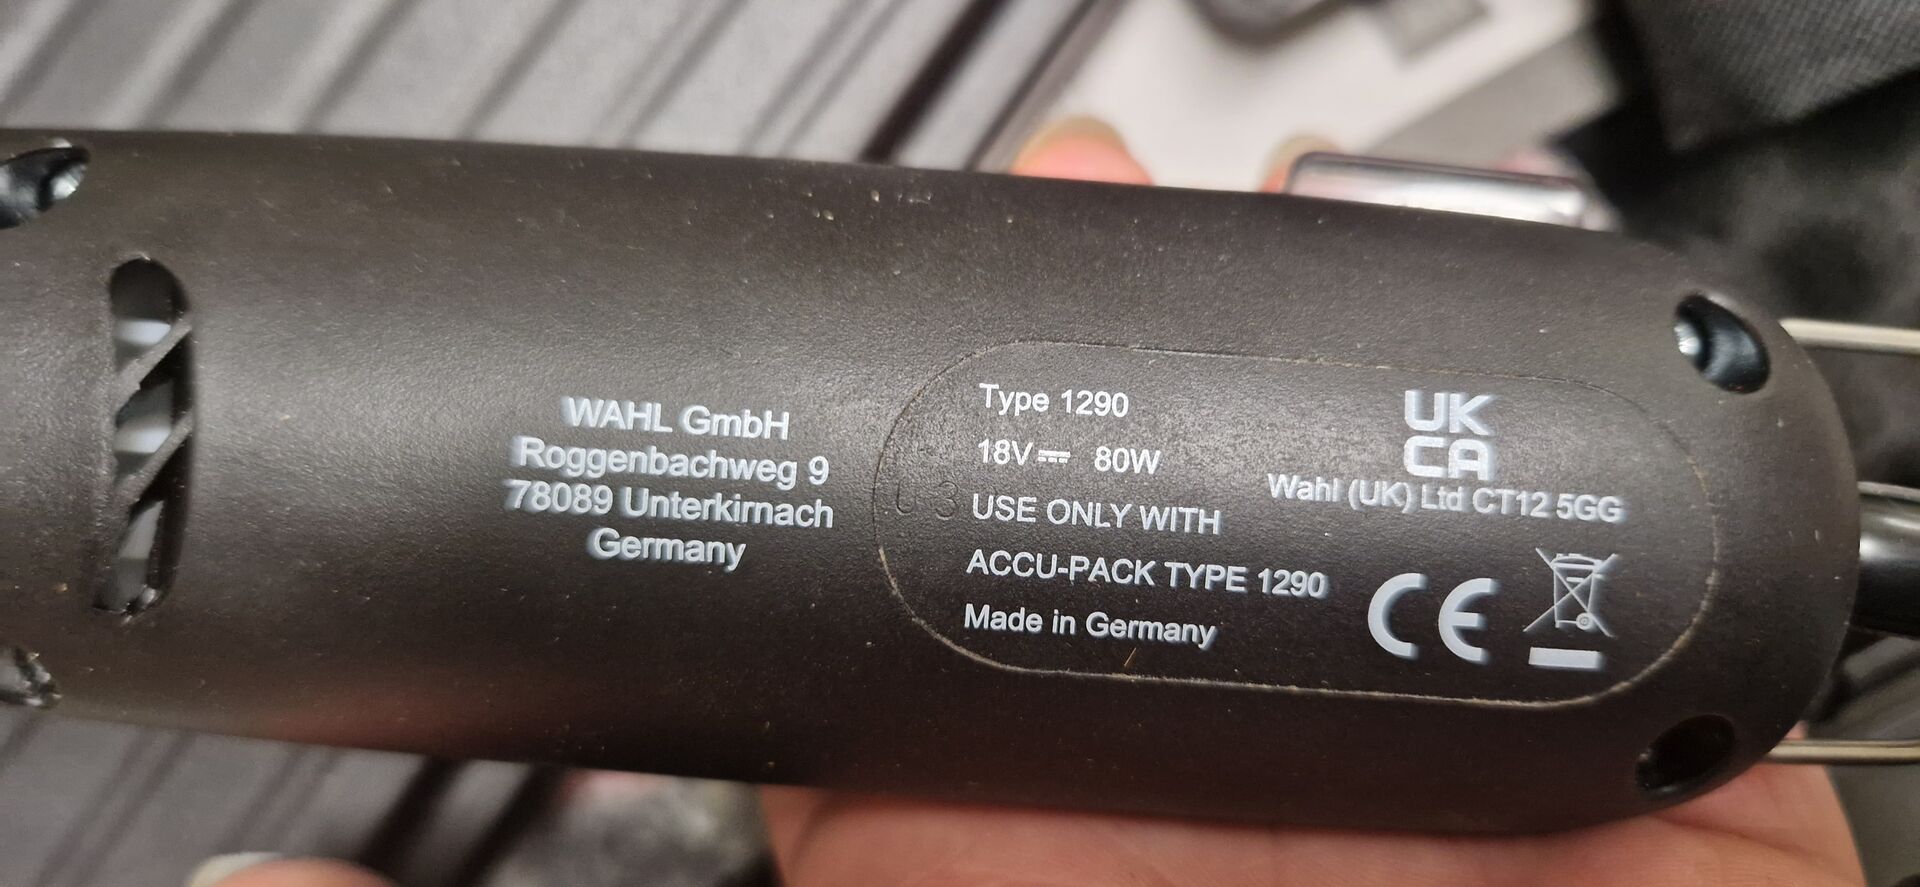 WAHL GmbH
Roggenbachweg 9
78089 Unterkirnach
Germany
Type 1290
18V 80W
USE ONLY WITH
ACCU-PACK TYPE 1290
Made in Germany
UK
CA
Wahl (UK) Ltd CT12 5GG
CE